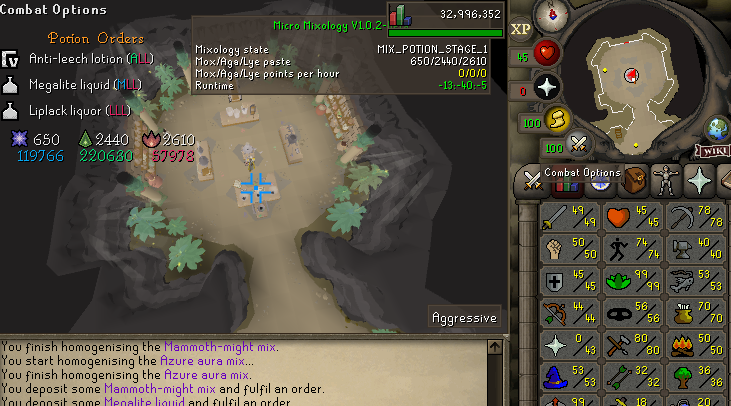 Combat Options
Potion Orders
Anti-leech lotion (ALL)
Megalite liquid (MLL)
Liplack liquor (LLL)
650 2440 2610
119766 220630 57978
32,996,352
Micro Mixology V1.0.2-
Mixology state MIX_POTION_STAGE_1
Mox/Aga/Lye paste 650/2440/2610
Mox/Aga/Lye points per hour 0/0/0
Runtime -13:-40:-5
Aggressive
You finish homogenising the Mammoth-might mix.
You start homogenising the Azure aura mix...
You finish homogenising the Azure aura mix.
You deposit some Mammoth-might mix and fulfil an order.
You deposit some Megalite liquid and fulfil an order.
XP
45
0
100
100
WIKI
Combat Options
49/49 45/45 78/78
50/50 74/74 40/40
45/45 99/99 53/53
44/44 56/56 70/70
0/43 80/80 50/50
53/53 32/32 36/36
99 18